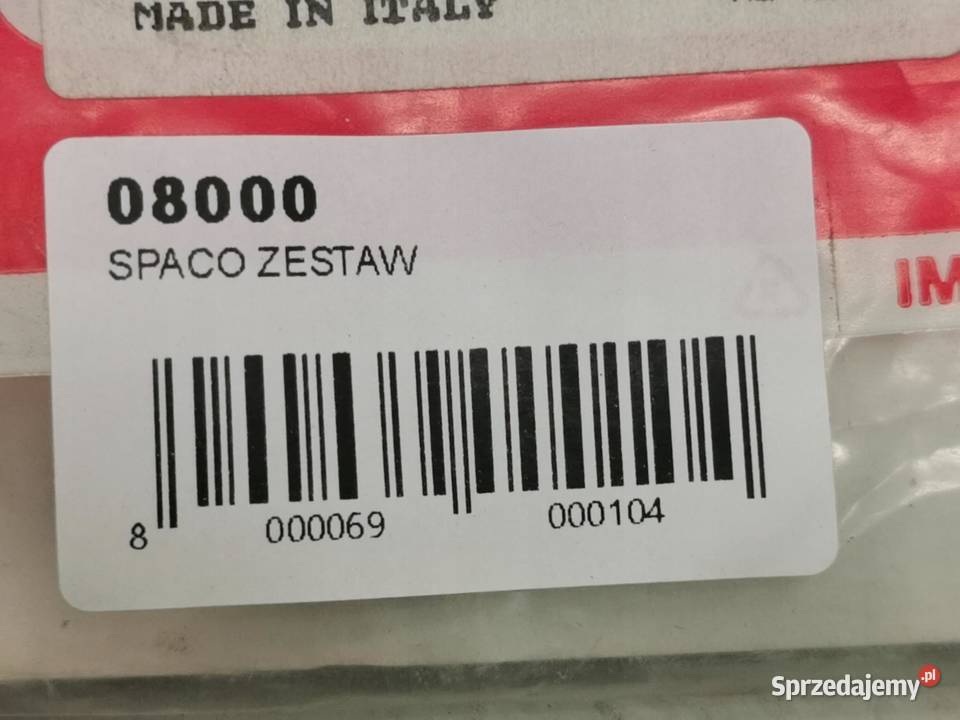 MADE IN ITALY
08000
SPACO ZESTAW
IM
8 000069 000104
Sprzedajemy.pl